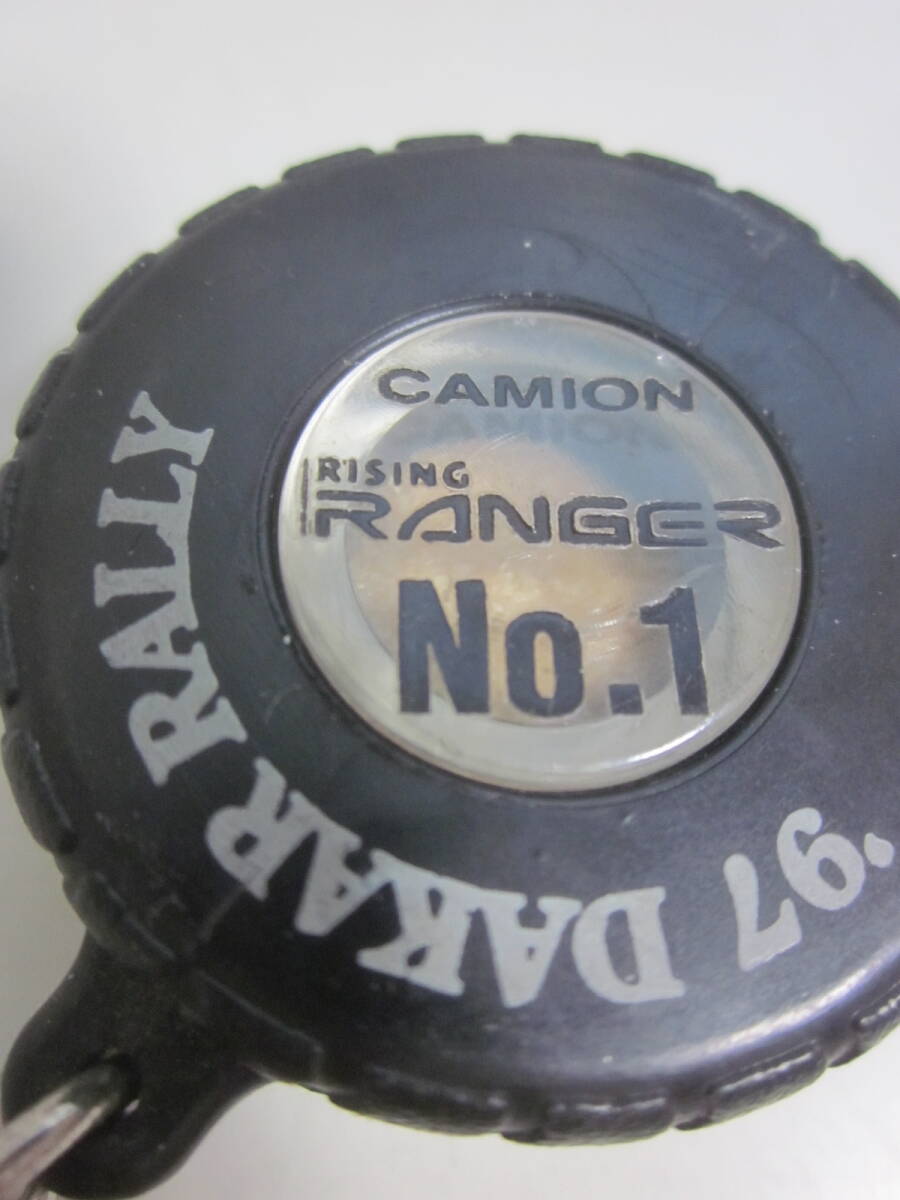 CAMION
RISING
RANGER
No.1
'97 DAKAR RALLY